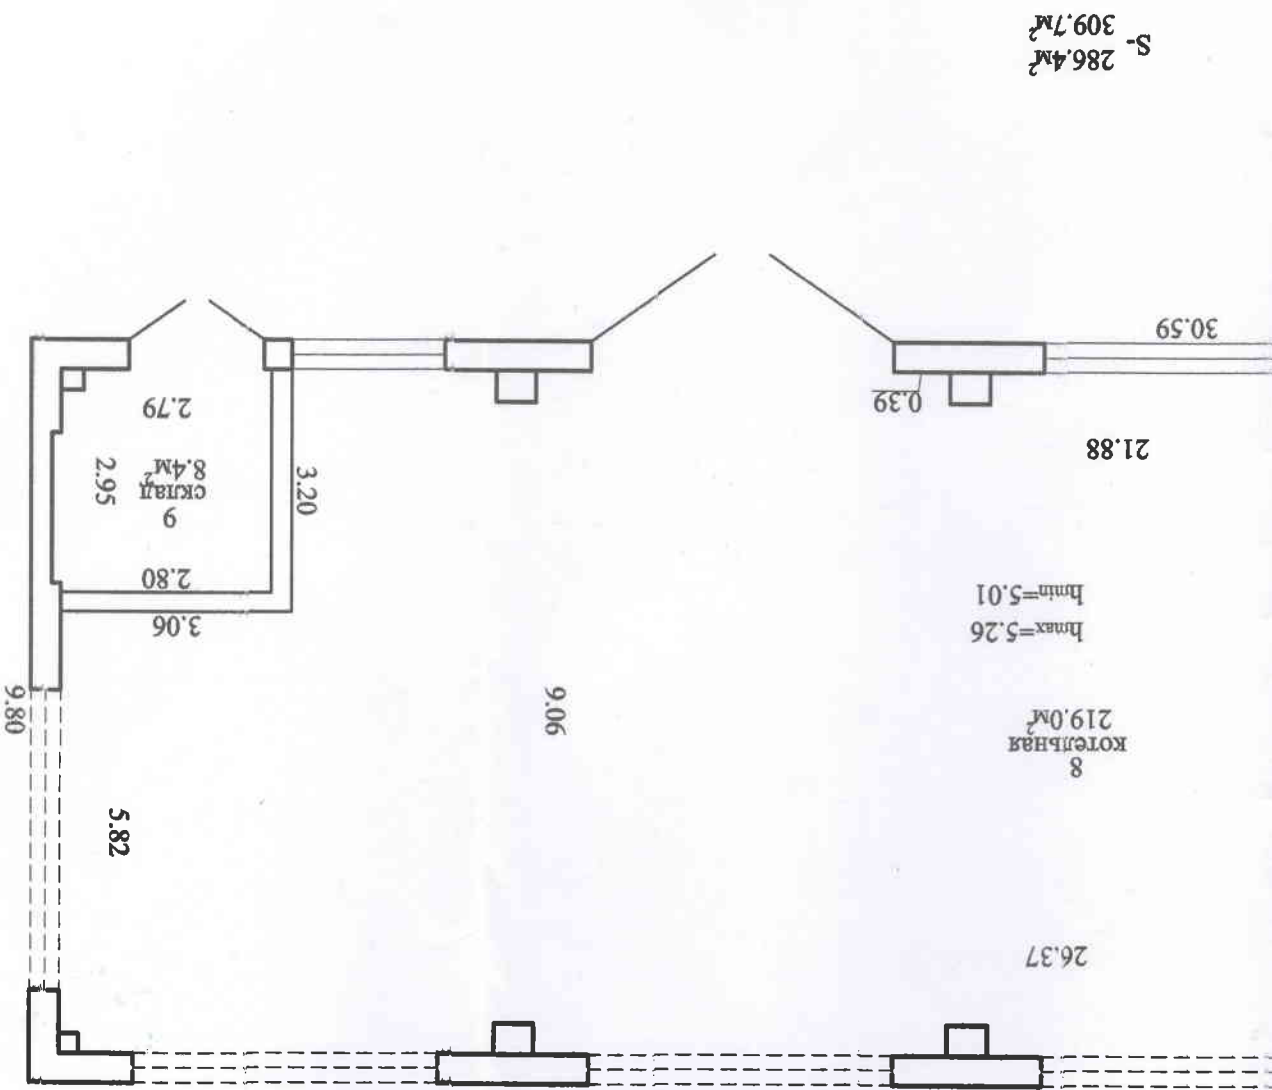 26.37
8
котельная
219.0м²
hmax=5.26
hmin=5.01
21.88
0.39
30.59
9.06
5.82
9.80
3.06
2.80
9
склад
8.4м²
2.95
3.20
2.79
S- 286.4м²
309.7м²